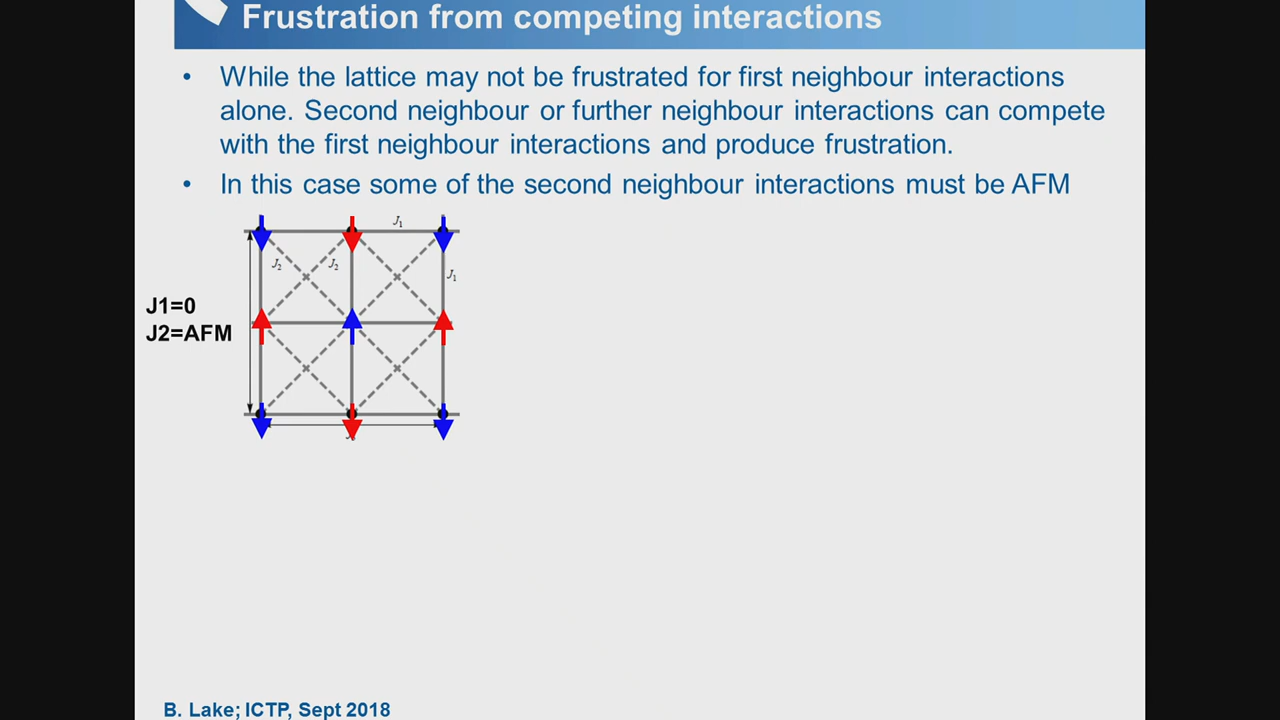 Frustration from competing interactions
• While the lattice may not be frustrated for first neighbour interactions
alone. Second neighbour or further neighbour interactions can compete
with the first neighbour interactions and produce frustration.
• In this case some of the second neighbour interactions must be AFM
J₁
J₂ J₂
J₁
J1=0
J2=AFM
B. Lake; ICTP, Sept 2018